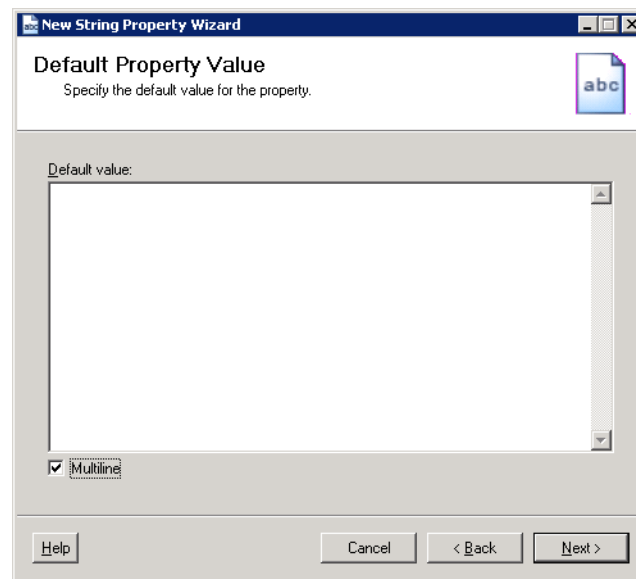 New String Property Wizard
Default Property Value
Specify the default value for the property.
abc
Default value:
Multiline
Help
Cancel
< Back
Next >